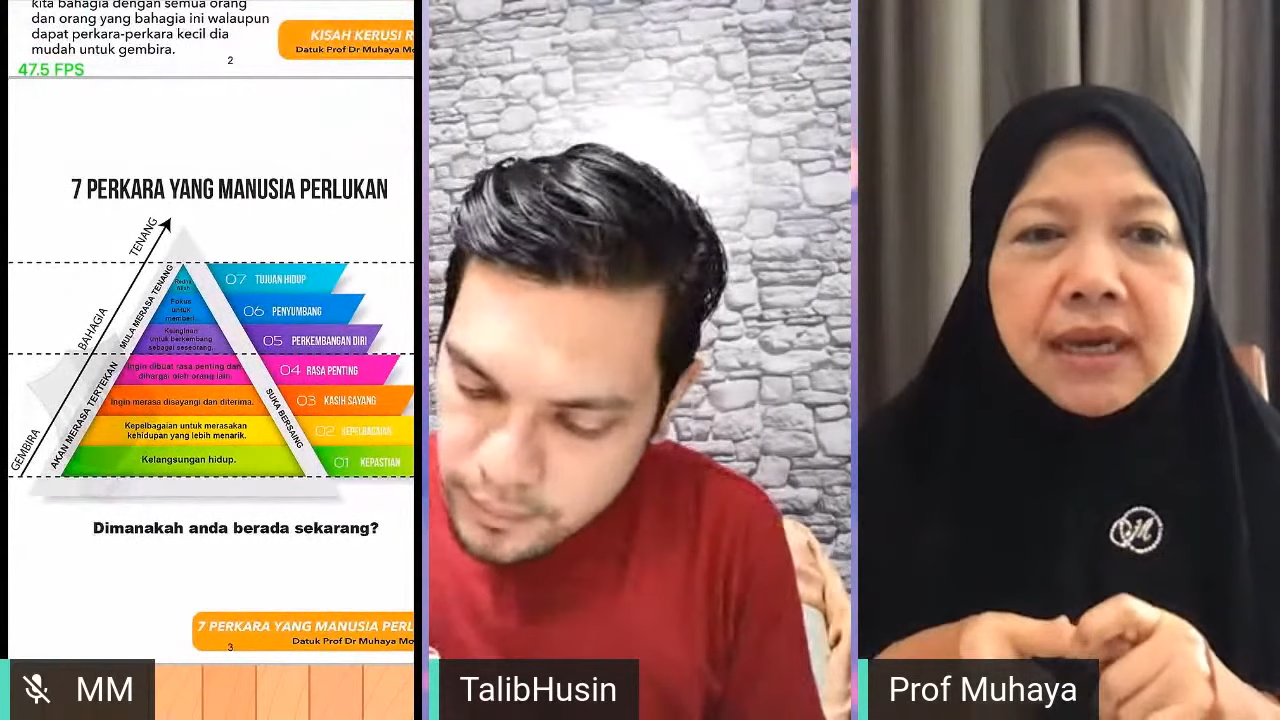 kita bahagia dengan semua orang
dan orang yang bahagia ini walaupun
dapat perkara-perkara kecil dia
mudah untuk gembira.
KISAH KERUSI R
Datuk Prof Dr Muhaya Mo
2
47.5 FPS
7 PERKARA YANG MANUSIA PERLUKAN
TENANG
BAHAGIA
GEMBIRA
MULA MERASA TENANG
AKAN MERASA TERTEKAN
SUKA BERSAING
07 TUJUAN HIDUP
Fokus
untuk
memberi.
06 PENYUMBANG
Keinginan
untuk berkembang
sebagai seseorang.
05 PERKEMBANGAN DIRI
Ingin dibuat rasa penting dan
dihargai oleh orang lain.
04 RASA PENTING
Ingin merasa disayangi dan diterima.
03 KASIH SAYANG
Kepelbagaian untuk merasakan
kehidupan yang lebih menarik.
02 KEPELBAGAIAN
Kelangsungan hidup.
01 KEPASTIAN
Dimanakah anda berada sekarang?
7 PERKARA YANG MANUSIA PERL
Datuk Prof Dr Muhaya Mo
3
MM
TalibHusin
Prof Muhaya